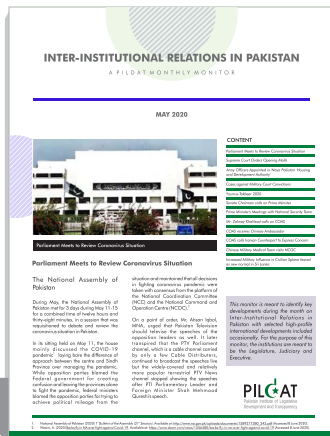 INTER-INSTITUTIONAL RELATIONS IN PAKISTAN
A PILDAT MONTHLY MONITOR
MAY 2020
Parliament Meets to Review Coronavirus Situation
Parliament Meets to Review Coronavirus Situation
The National Assembly of
Pakistan
During May, the National Assembly of
Pakistan met for 3 days during May 11-15
for a combined time of twelve hours and
thirty-eight minutes, in a session that was
requisitioned to debate and review the
coronavirus situation in Pakistan.
In its sitting held on May 11, the house
mainly discussed the COVID-19
pandemic laying bare the difference of
approach between the centre and Sindh
Province over managing the pandemic.
While opposition parties blamed the
Federal government for creating
confusion and leaving the provinces alone
to fight the pandemic, federal ministers
blamed the opposition parties for trying to
achieve political mileage from the
situation and maintained that all decisions
in fighting coronavirus pandemic were
taken with consensus from the platform of
the National Coordination Committee
(NCC) and the National Command and
Operation Centre (NCOC).
On a point of order, Mr. Ahsan Iqbal,
MNA, urged that Pakistan Television
should televise the speeches of the
opposition leaders as well. It later
transpired that the PTV Parliament
channel, which is a cable channel carried
by only a few Cable Distributers,
continued to broadcast the speeches live
but the widely-covered and relatively
many popular terrestrial PTV News
channel stopped showing the speeches
after PTI Parliamentary Leader and
Foreign Minister Shah Mehmood
Qureshi's speech.
CONTENT
Parliament Meets to Review Coronavirus Situation
Supreme Court Orders Opening Malls
Army Officers Appointed in Naya Pakistan Housing
and Development Authority
Cases against Military Court Convictions
Youm-e-Takbeer 2020
Senate Chairman calls on Prime Minister
Prime Minister's Meetings with National Security Team
Mr. Zalmay Khalilzad calls on COAS
COAS receives Chinese Ambassador
COAS calls Iranian Counterpart to Express Concern
Chinese Military Medical Team visits NCOC
Increased Military Influence in Civilian Sphere feared
as new normal in Sri Lanka
This monitor is meant to identify key
developments during the month on
Inter-Institutional Relations in
Pakistan with selected high-profile
international developments included
occasionally. For the purpose of this
monitor, the institutions are meant to
be the Legislature, Judiciary and
Executive.
PILDAT
Pakistan Institute of Legislative
Development and Transparency